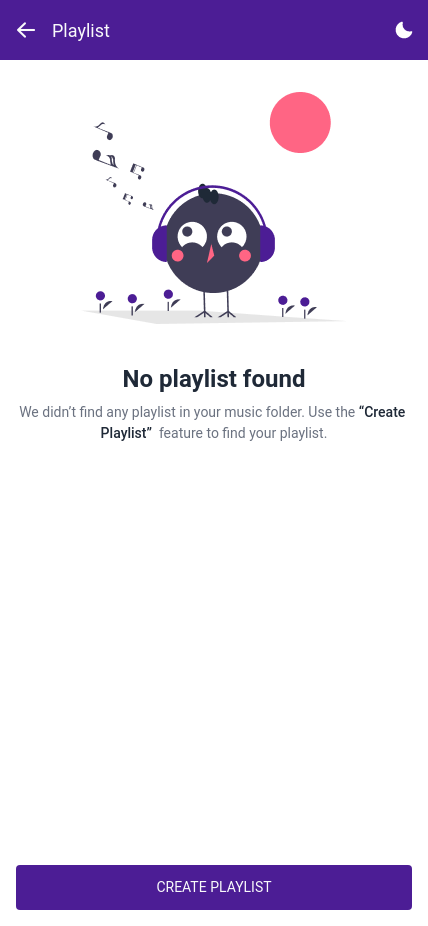 Playlist
No playlist found
We didn’t find any playlist in your music folder. Use the “Create
Playlist” feature to find your playlist.
CREATE PLAYLIST